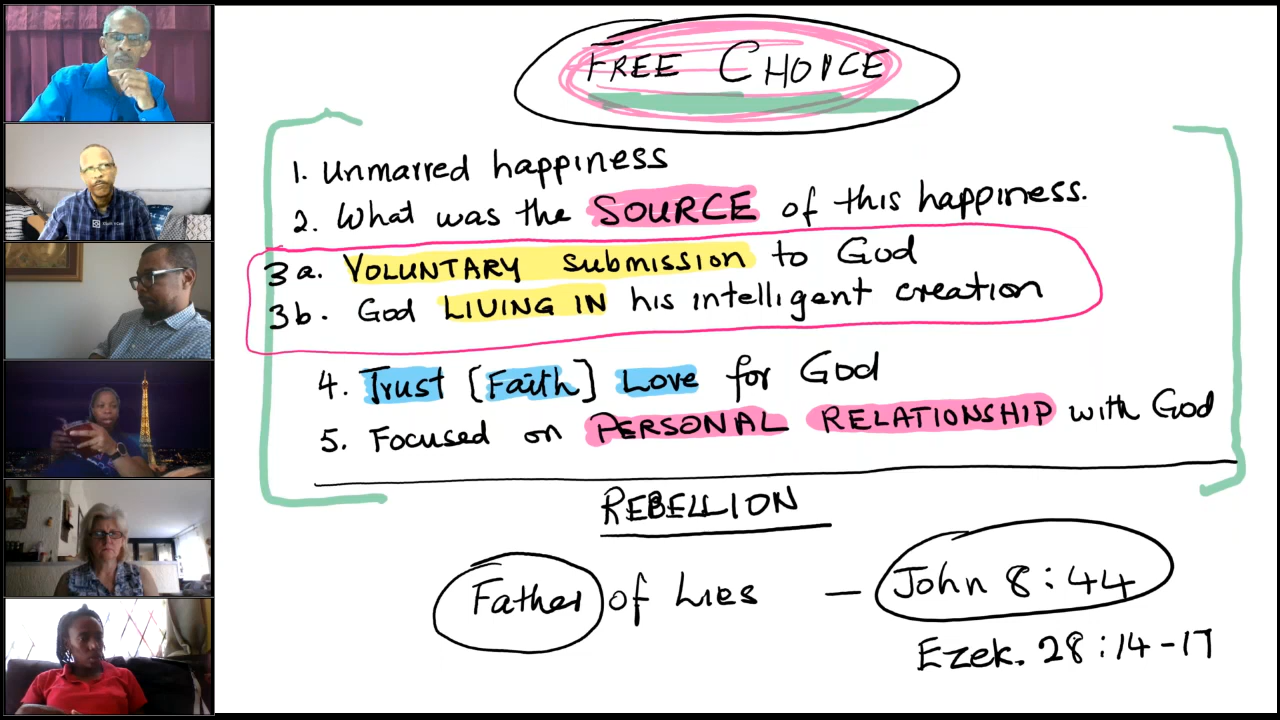 FREE CHOICE
1. Unmarred happiness
2. What was the SOURCE of this happiness.
3a. VOLUNTARY submission to God
3b. God LIVING IN his intelligent creation
4. Trust [Faith] Love for God
5. Focused on PERSONAL RELATIONSHIP with God
REBELLION
Father of Lies – John 8:44
Ezek. 28:14-17